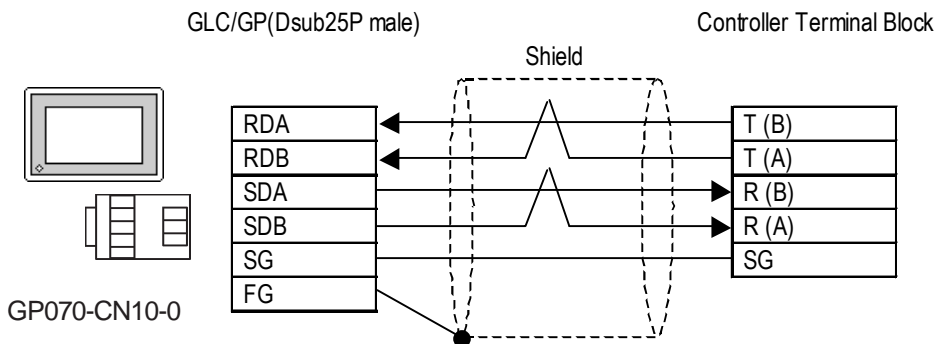 GLC/GP(Dsub25P male)
Controller Terminal Block
Shield
RDA
T (B)
RDB
T (A)
SDA
R (B)
SDB
R (A)
SG
SG
FG
GP070-CN10-0